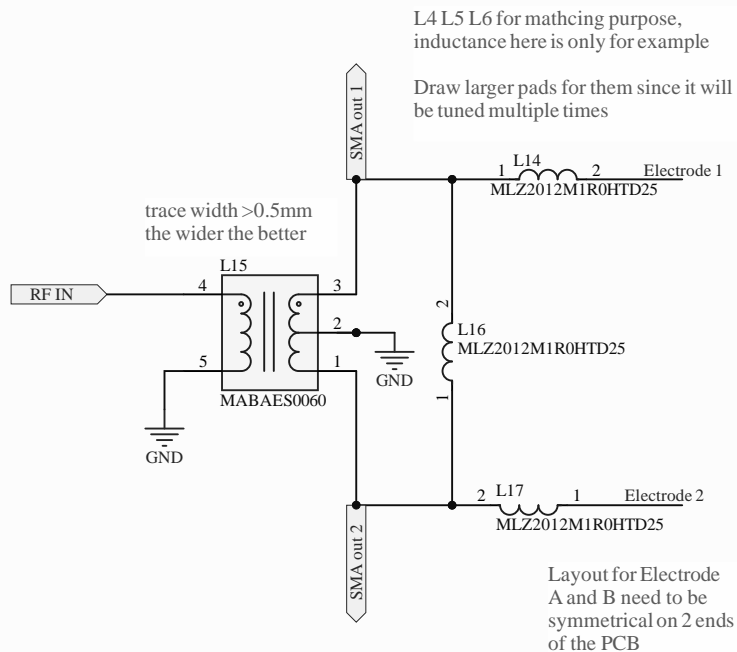 L4 L5 L6 for mathcing purpose,
inductance here is only for example
Draw larger pads for them since it will
be tuned multiple times
SMA out 1
L14
1
2
Electrode 1
MLZ2012M1R0HTD25
trace width >0.5mm
the wider the better
L15
RF IN
4
3
2
2
L16
MLZ2012M1R0HTD25
5
1
GND
1
MABAES0060
GND
L17
2
1
Electrode 2
MLZ2012M1R0HTD25
SMA out 2
Layout for Electrode
A and B need to be
symmetrical on 2 ends
of the PCB